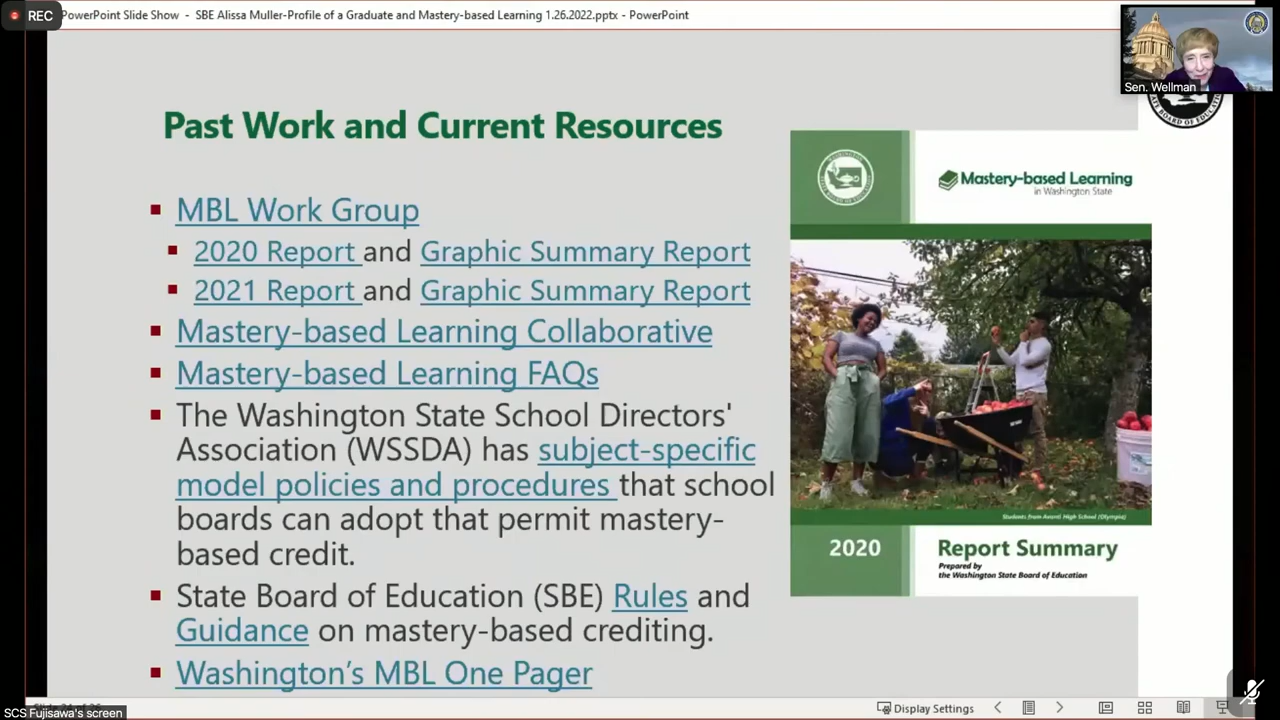 REC
PowerPoint Slide Show - SBE Alissa Muller-Profile of a Graduate and Mastery-based Learning 1.26.2022.pptx - PowerPoint
Sen. Wellman
Past Work and Current Resources
MBL Work Group
2020 Report and Graphic Summary Report
2021 Report and Graphic Summary Report
Mastery-based Learning Collaborative
Mastery-based Learning FAQs
The Washington State School Directors'
Association (WSSDA) has subject-specific
model policies and procedures that school
boards can adopt that permit mastery-
based credit.
State Board of Education (SBE) Rules and
Guidance on mastery-based crediting.
Washington's MBL One Pager
Mastery-based Learning
in Washington State
Students from Avanti High School (Olympia)
2020
Report Summary
Prepared by
the Washington State Board of Education
Display Settings
SCS Fujisawa's screen